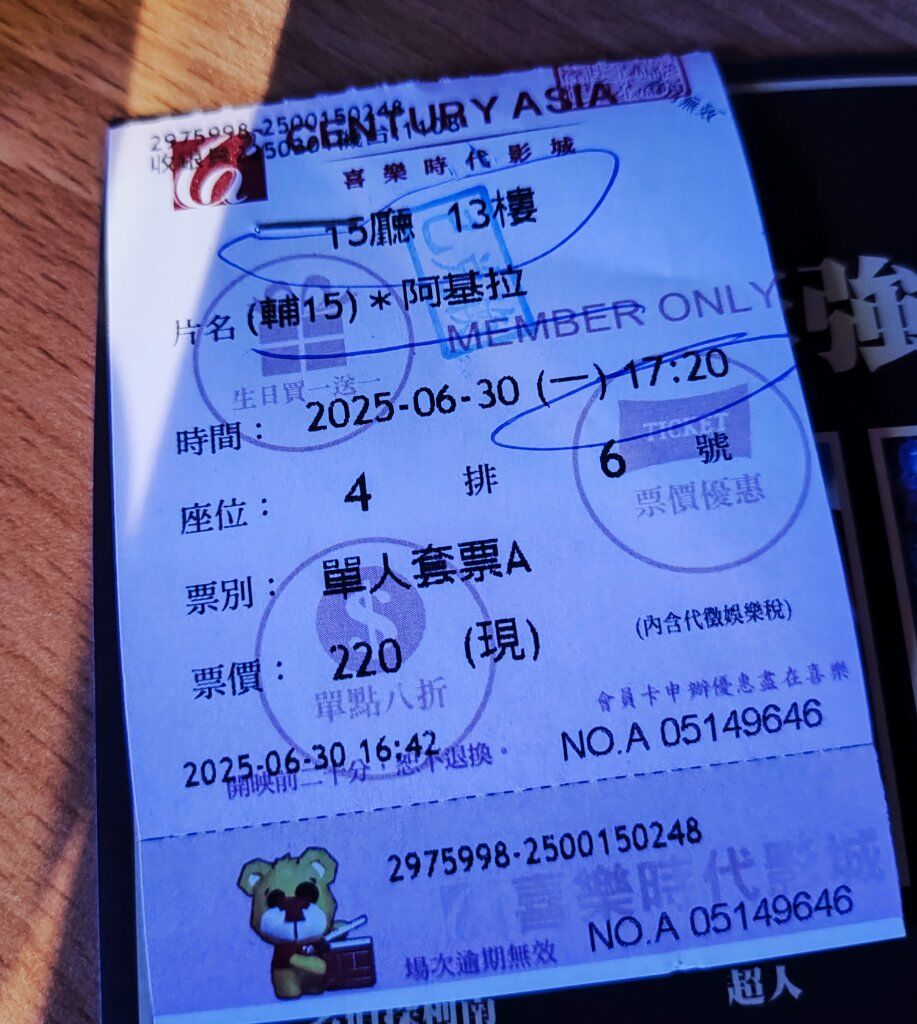 2975998-2500150248
CENTURY ASIA
喜樂時代影城
15廳 13樓
片名 (輔15)*阿基拉
MEMBER ONLY
生日買一送一
時間： 2025-06-30 (一) 17:20
TICKET
座位： 4 排 6 號
票價優惠
票別： 單人套票A
票價： 220 (現) (內含代徵娛樂稅)
單點八折
會員卡申辦優惠盡在喜樂
2025-06-30 16:42 NO.A 05149646
開映前二十分，恕不退換。
2975998-2500150248
喜樂時代影城
NO.A 05149646
場次逾期無效
強
超人